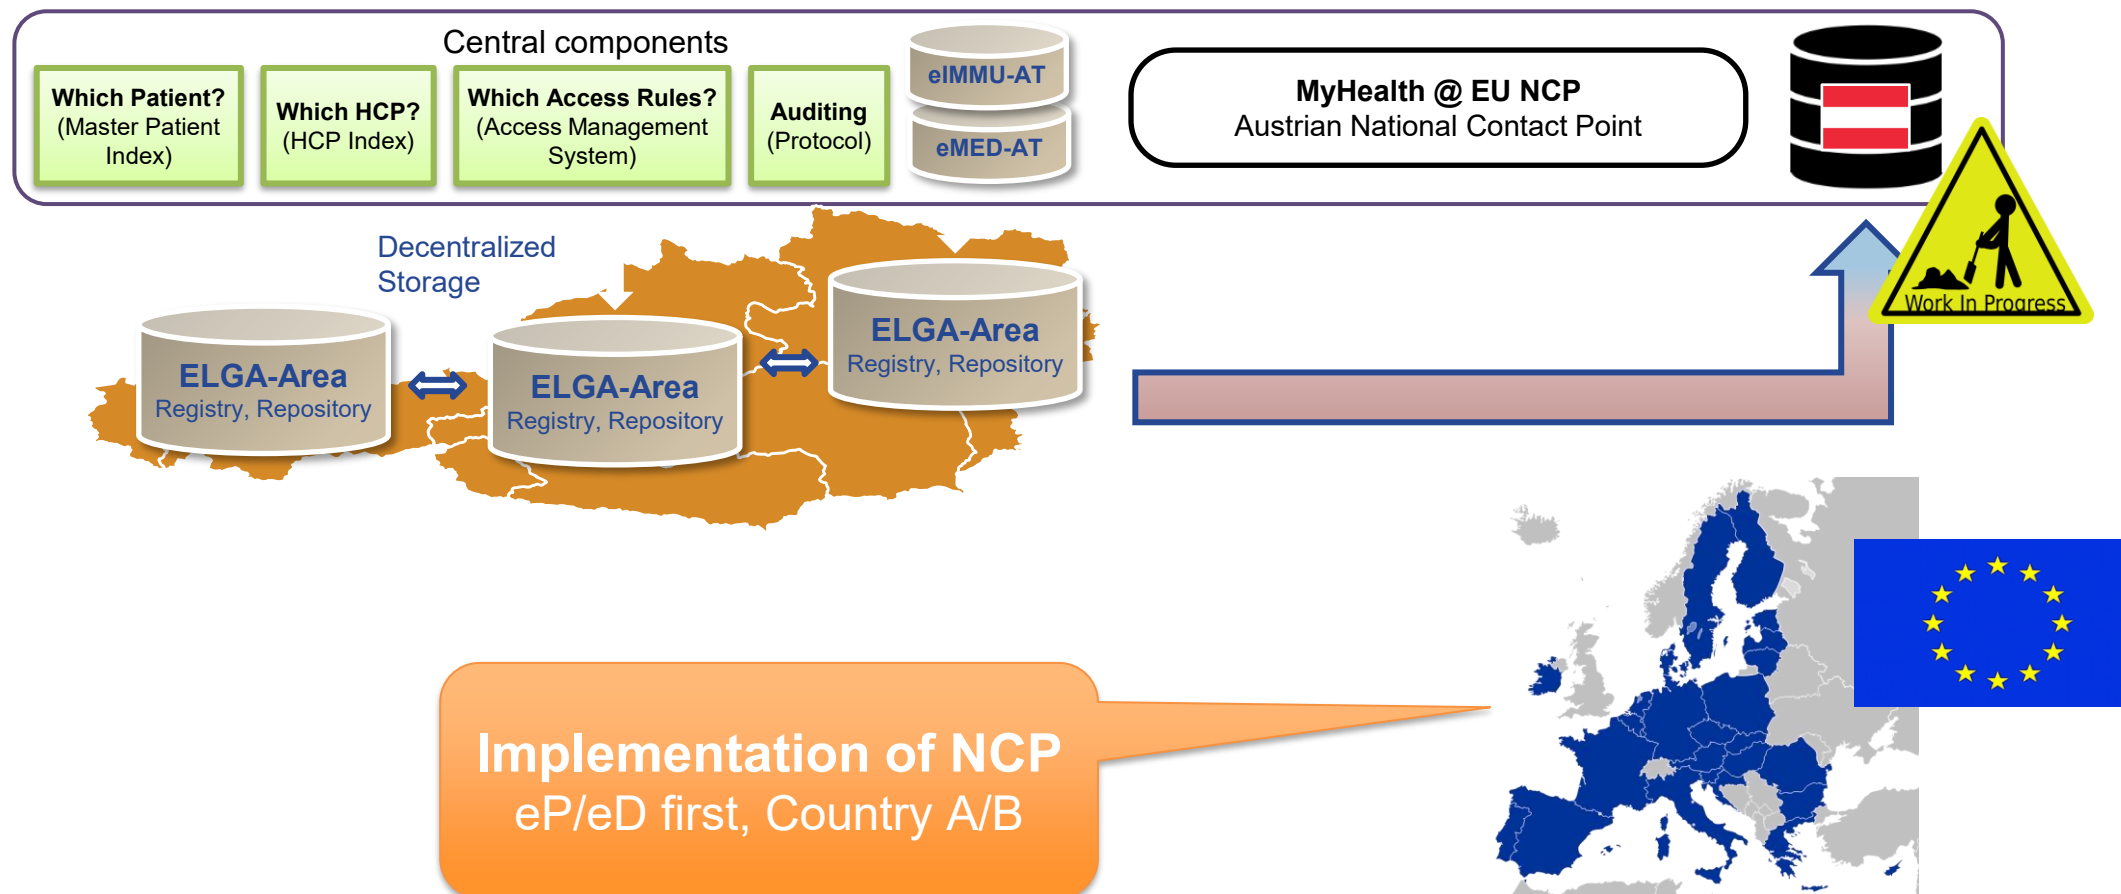 Central components
Which Patient?
(Master Patient
Index)
Which HCP?
(HCP Index)
Which Access Rules?
(Access Management
System)
Auditing
(Protocol)
eIMMU-AT
eMED-AT
MyHealth @ EU NCP
Austrian National Contact Point
Work In Progress
Decentralized
Storage
ELGA-Area
Registry, Repository
ELGA-Area
Registry, Repository
ELGA-Area
Registry, Repository
Implementation of NCP
eP/eD first, Country A/B